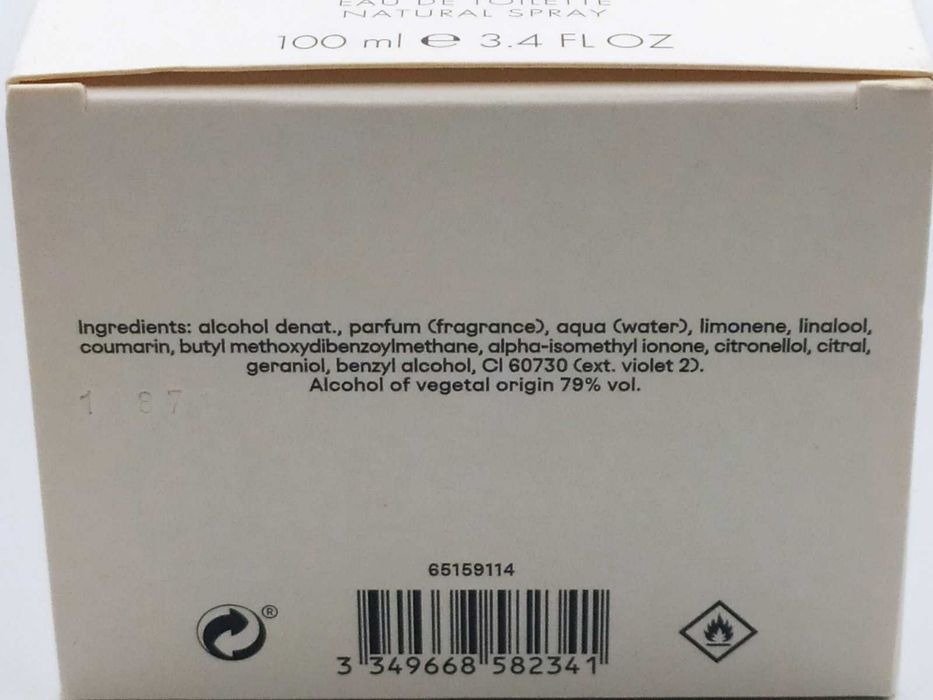 EAU DE TOILETTE
NATURAL SPRAY
100 ml ℮ 3.4 FL OZ
Ingredients: alcohol denat., parfum (fragrance), aqua (water), limonene, linalool,
coumarin, butyl methoxydibenzoylmethane, alpha-isomethyl ionone, citronellol, citral,
geraniol, benzyl alcohol, CI 60730 (ext. violet 2).
Alcohol of vegetal origin 79% vol.
1 87
65159114
®
3 349668 582341